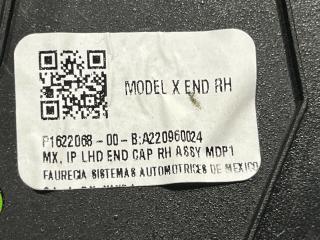 MODEL X END RH
P1622068-00-B:A220960024
MX, IP LHD END CAP RH ASSY MDP1
FAURECIA SISTEMAS AUTOMOTRICES DE MEXICO